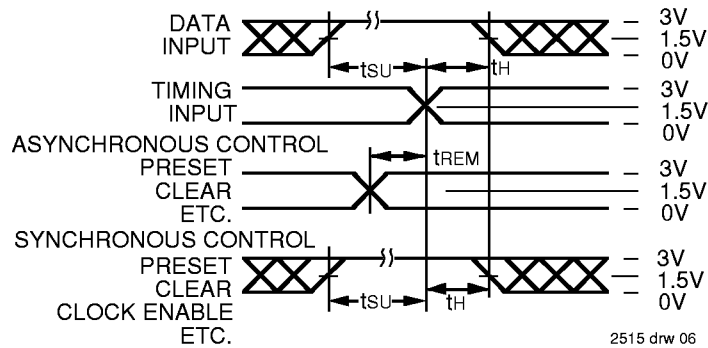 DATA
INPUT
3V
1.5V
0V
tSU
tH
TIMING
INPUT
3V
1.5V
0V
ASYNCHRONOUS CONTROL
PRESET
CLEAR
ETC.
tREM
3V
1.5V
0V
SYNCHRONOUS CONTROL
PRESET
CLEAR
CLOCK ENABLE
ETC.
3V
1.5V
0V
tSU
tH
2515 drw 06